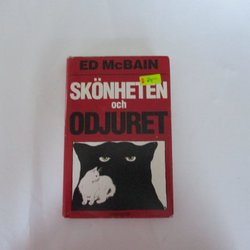 ED McBAIN
SKÖNHETEN
och
ODJURET